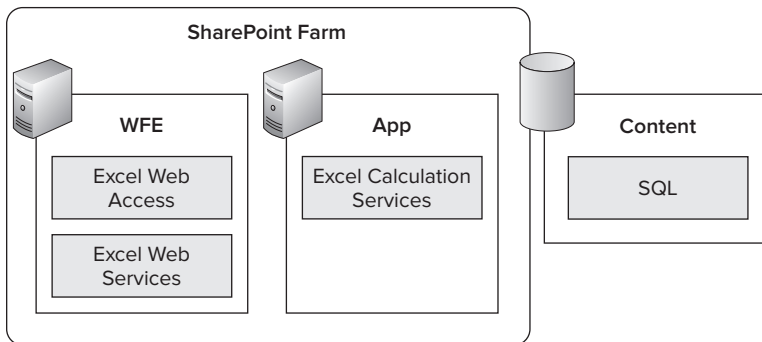 SharePoint Farm
WFE
Excel Web
Access
Excel Web
Services
App
Excel Calculation
Services
Content
SQL